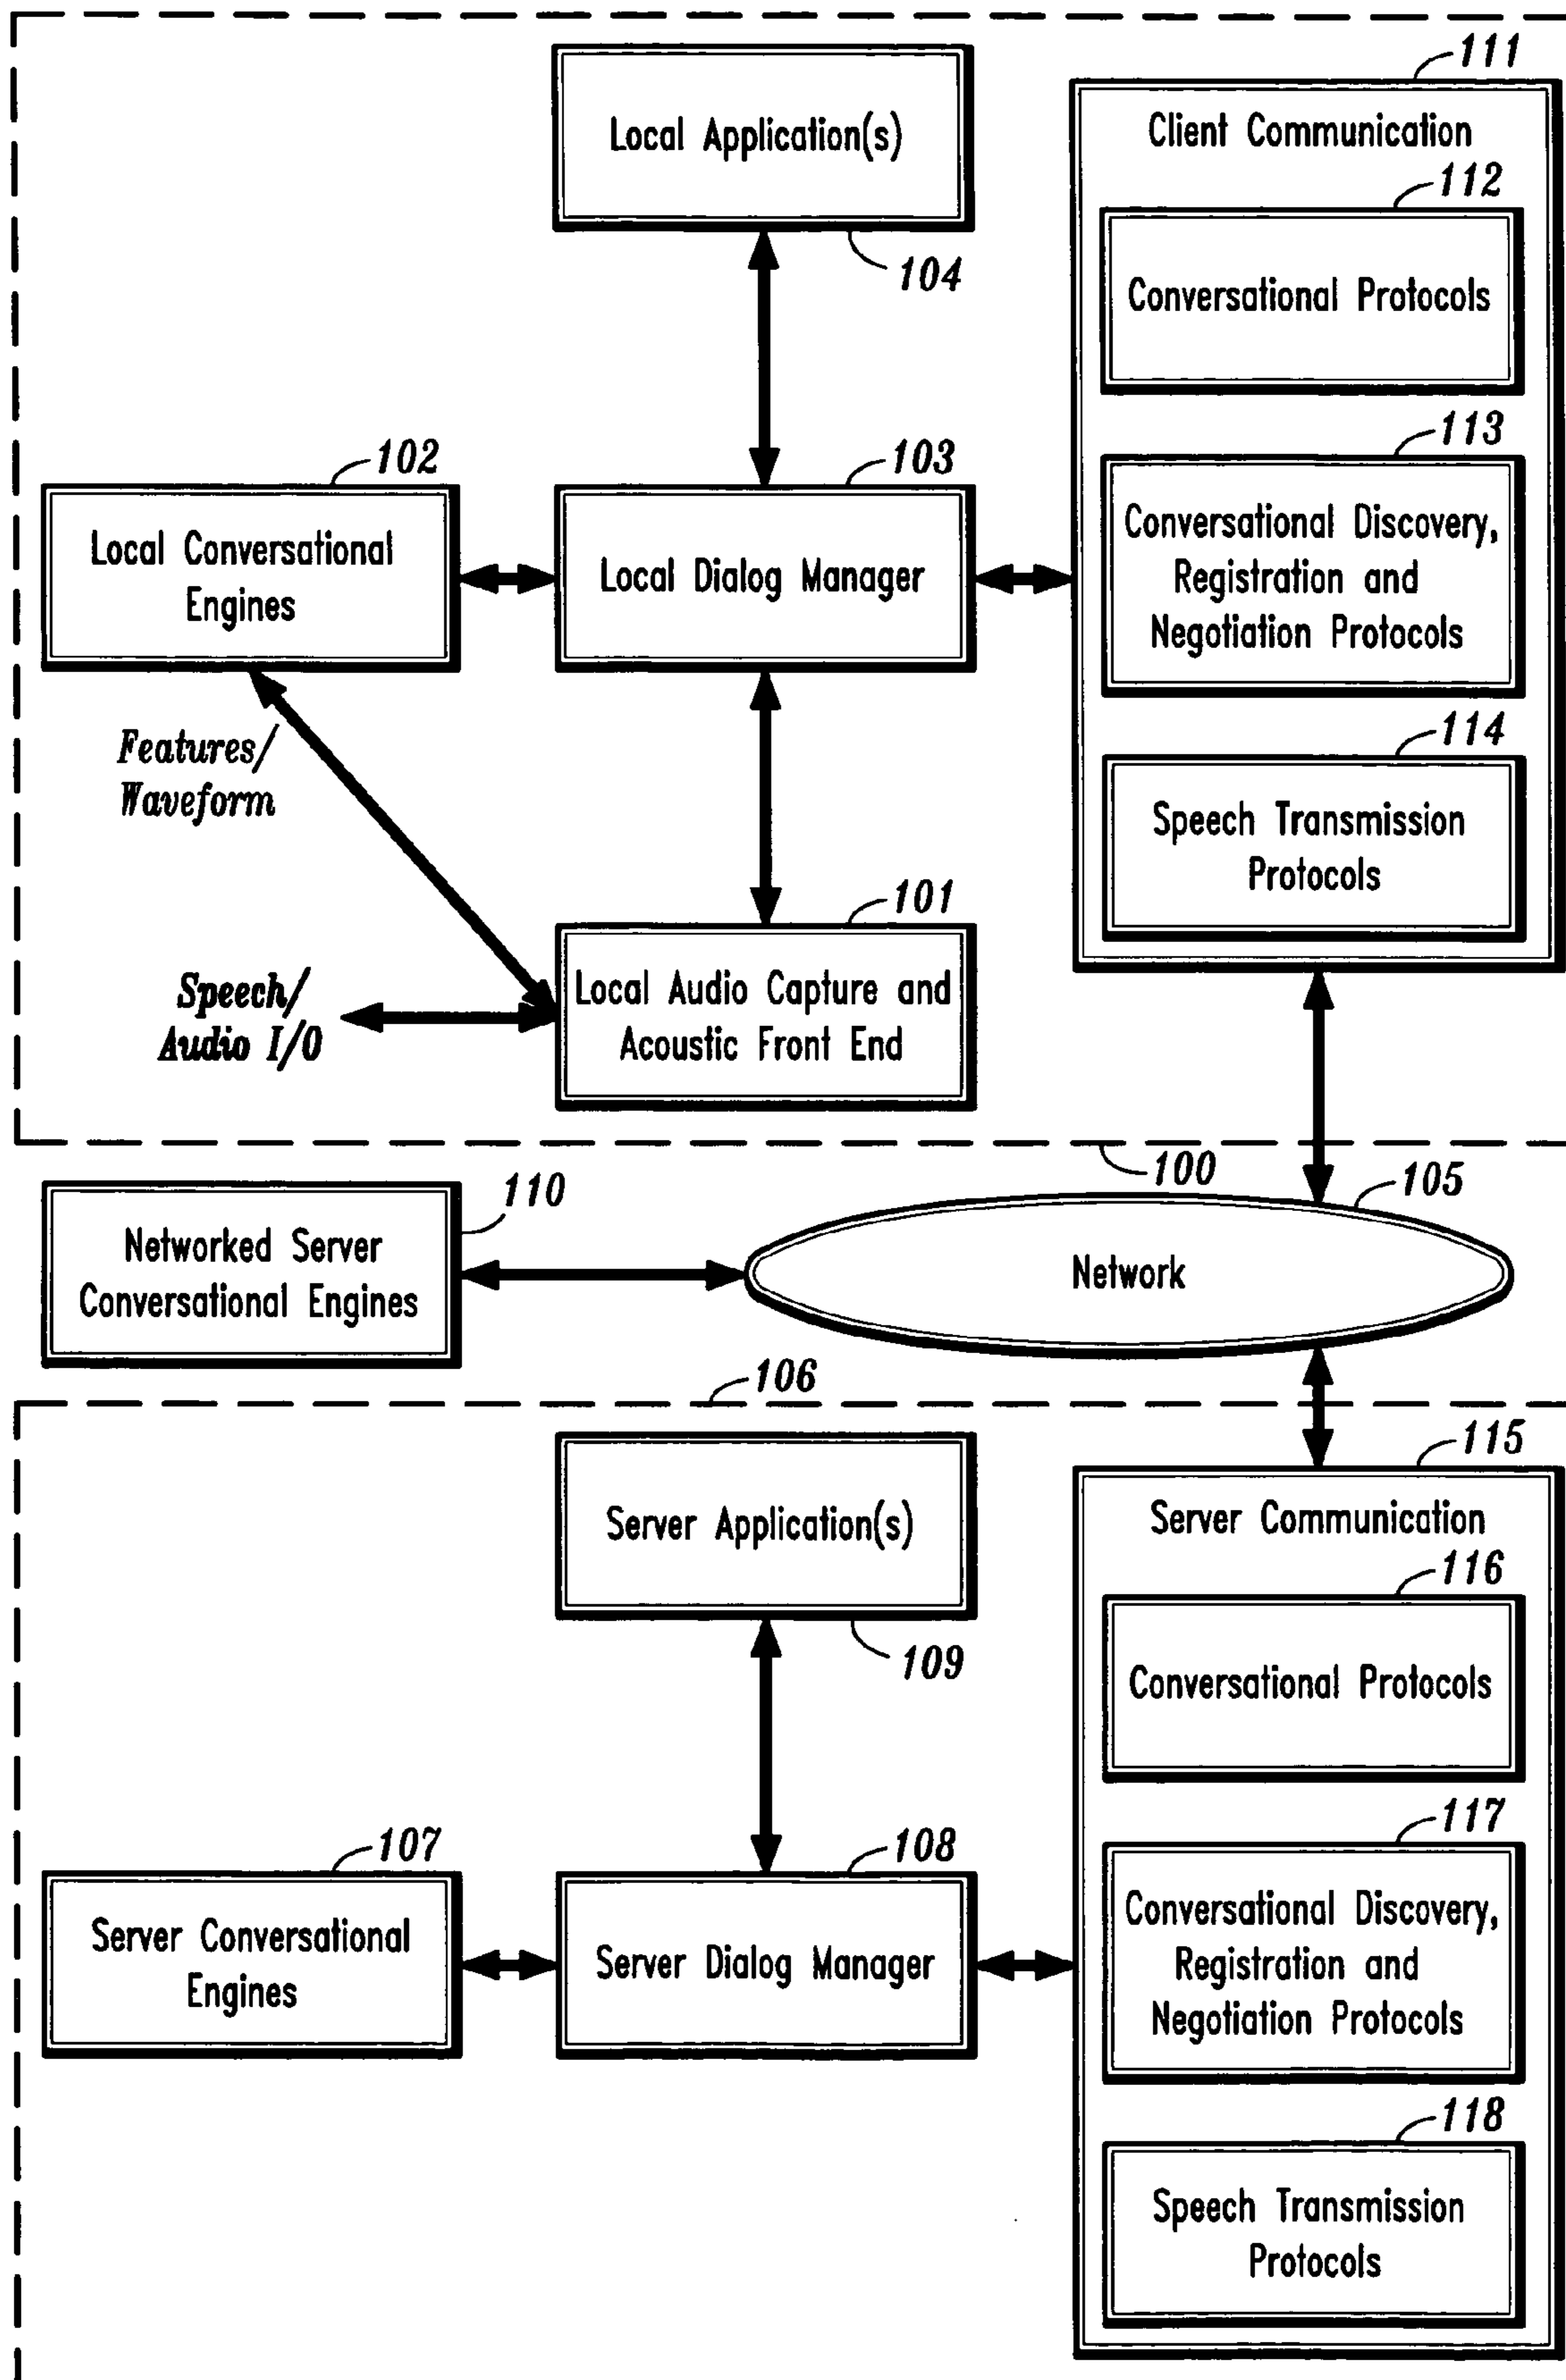 111
Local Application(s)
Client Communication
112
104
Conversational Protocols
102
103
113
Local Conversational
Engines
Local Dialog Manager
Conversational Discovery,
Registration and
Negotiation Protocols
Features/
Waveform
114
Speech Transmission
Protocols
101
Speech/
Audio I/O
Local Audio Capture and
Acoustic Front End
100
110
105
Networked Server
Conversational Engines
Network
106
115
Server Application(s)
Server Communication
116
109
Conversational Protocols
107
108
117
Server Conversational
Engines
Server Dialog Manager
Conversational Discovery,
Registration and
Negotiation Protocols
118
Speech Transmission
Protocols